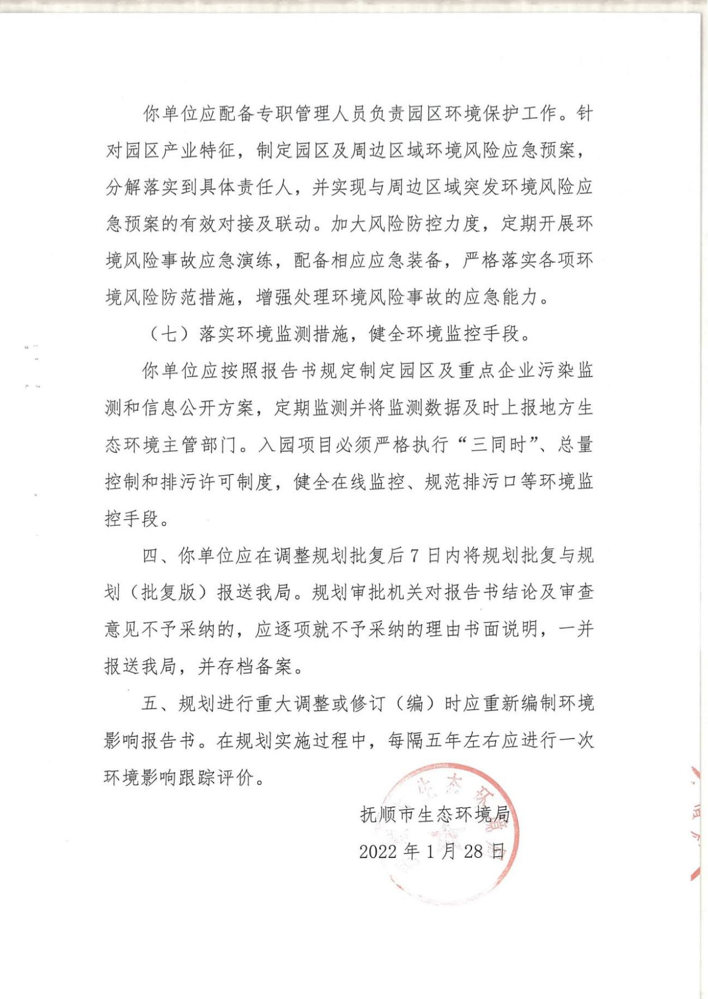 你单位应配备专职管理人员负责园区环境保护工作。针
对园区产业特征，制定园区及周边区域环境风险应急预案，
分解落实到具体责任人，并实现与周边区域突发环境风险应
急预案的有效对接及联动。加大风险防控力度，定期开展环
境风险事故应急演练，配备相应应急装备，严格落实各项环
境风险防范措施，增强处理环境风险事故的应急能力。
（七）落实环境监测措施，健全环境监控手段。
你单位应按照报告书规定制定园区及重点企业污染监
测和信息公开方案，定期监测并将监测数据及时上报地方生
态环境主管部门。入园项目必须严格执行“三同时”、总量
控制和排污许可制度，健全在线监控、规范排污口等环境监
控手段。
四、你单位应在调整规划批复后7日内将规划批复与规
划（批复版）报送我局。规划审批机关对报告书结论及审查
意见不予采纳的，应逐项就不予采纳的理由书面说明，一并
报送我局，并存档备案。
五、规划进行重大调整或修订（编）时应重新编制环境
影响报告书。在规划实施过程中，每隔五年左右应进行一次
环境影响跟踪评价。
生态环境局
抚顺市生态环境局
2022年1月28日